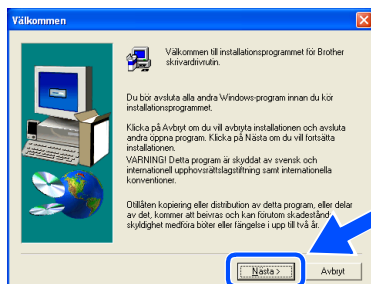 Välkommen
Välkommen till installationsprogrammet för Brother
skrivardrivrutin.
Du bör avsluta alla andra Windows-program innan du kör
installationsprogrammet.
Klicka på Avbryt om du vill avbryta installationen och avsluta
andra öppna program. Klicka på Nästa om du vill fortsätta
installationen.
VARNING! Detta program är skyddat av svensk och
internationell upphovsrättslagstiftning samt internationella
konventioner.
Otillåten kopiering eller distribution av detta program, eller delar
av det, kommer att beivras och kan förutom skadestånds-
skyldighet medföra böter eller fängelse i upp till två år.
Nästa >
Avbryt